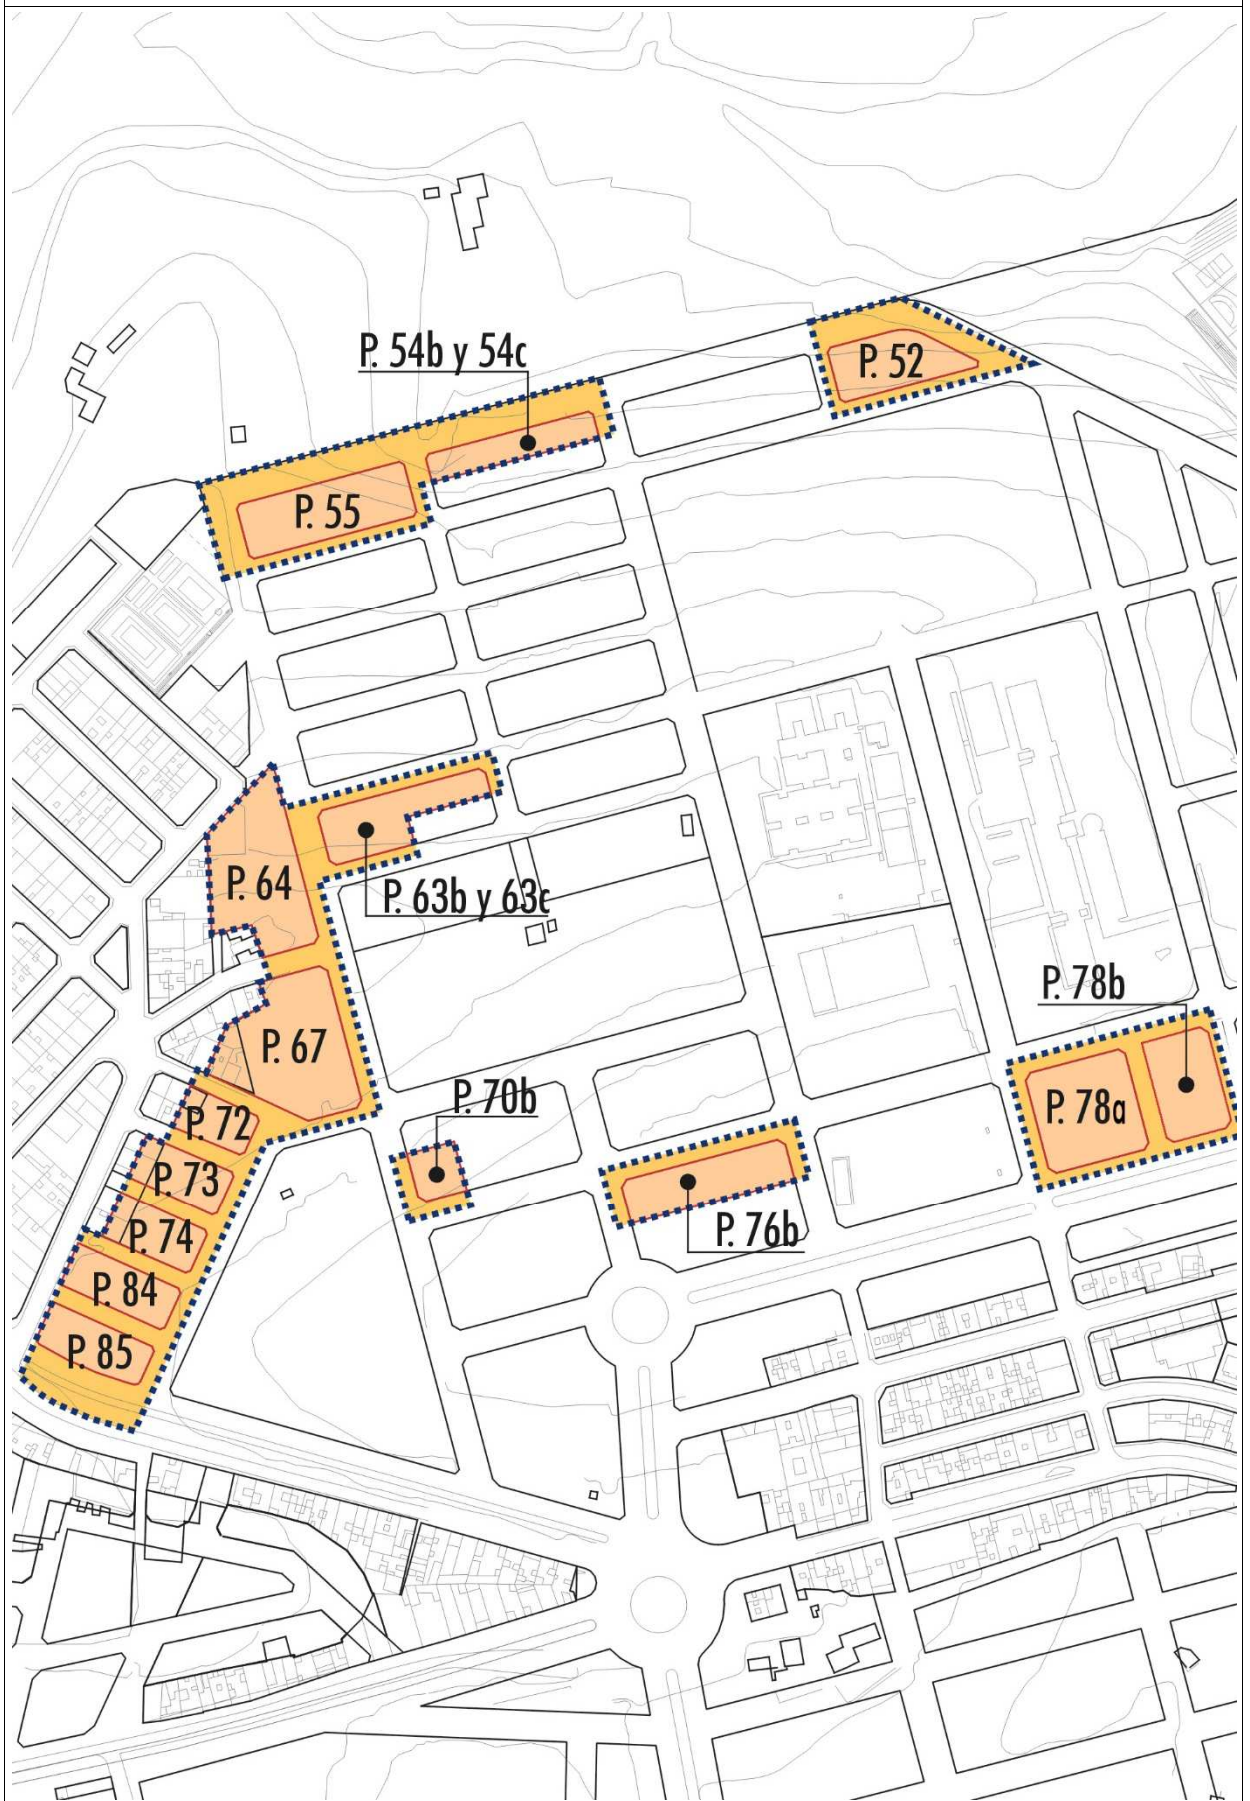 P. 54b y 54c
P. 52
P. 55
P. 64
P. 63b y 63c
P. 67
P. 78b
P. 78a
P. 70b
P. 72
P. 73
P. 76b
P. 74
P. 84
P. 85